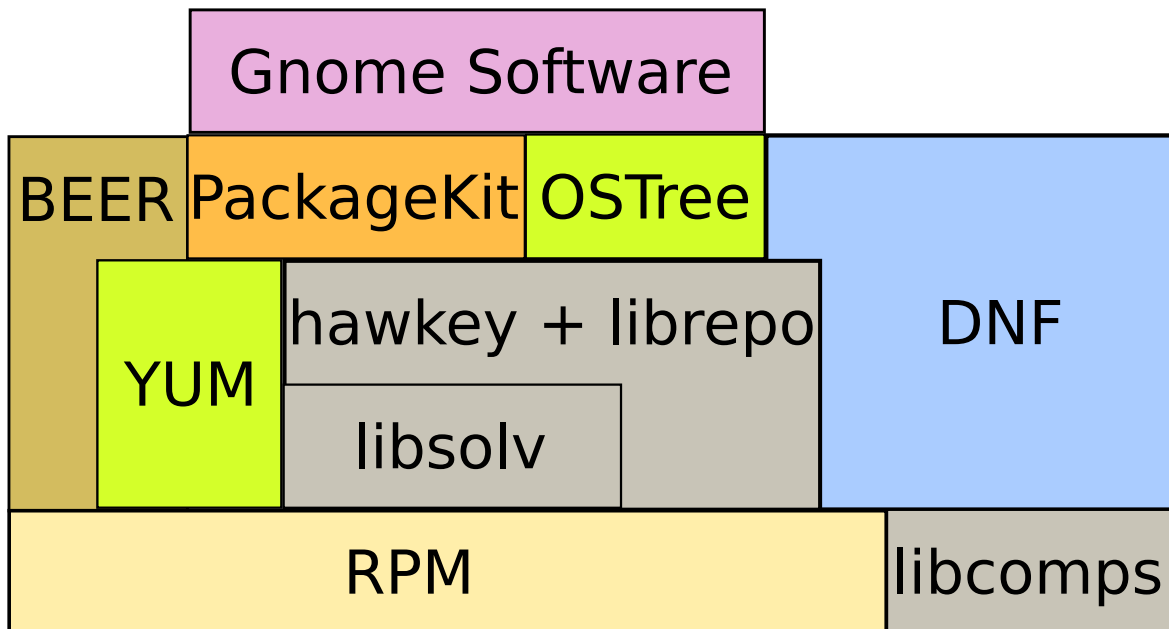 Gnome Software
BEER
PackageKit
OSTree
hawkey + librepo
DNF
YUM
libsolv
RPM
libcomps